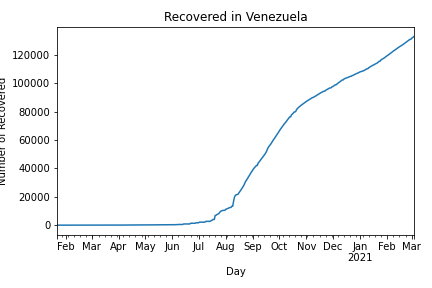 Recovered in Venezuela
Number of Recovered
120000
100000
80000
60000
40000
20000
0
Feb Mar Apr May Jun Jul Aug Sep Oct Nov Dec Jan Feb Mar
2021
Day